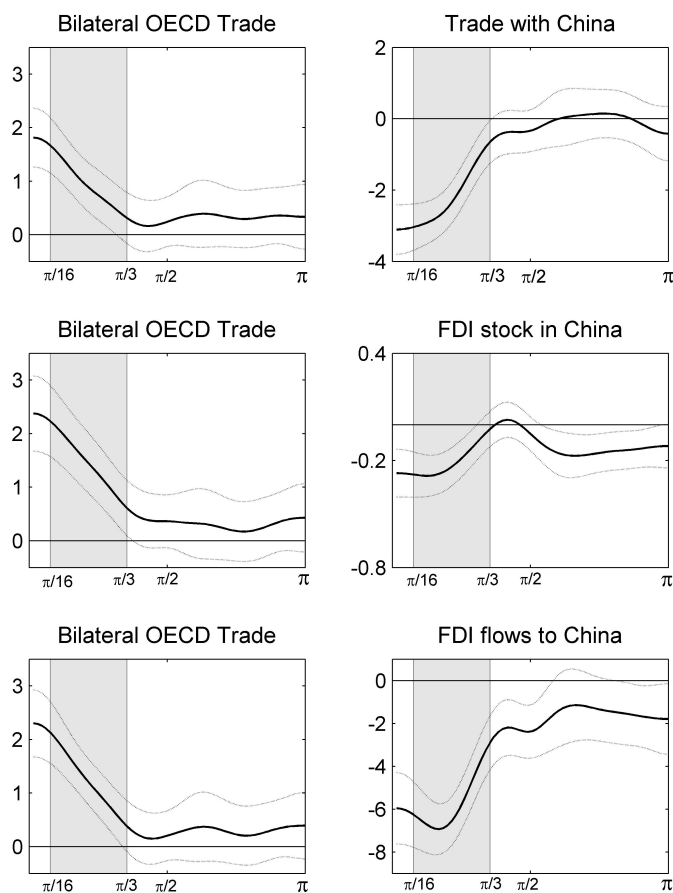 Bilateral OECD Trade
3
2
1
0
π/16
π/3
π/2
π
Trade with China
2
0
-2
-4
π/16
π/3
π/2
π
Bilateral OECD Trade
3
2
1
0
π/16
π/3
π/2
π
FDI stock in China
0.4
-0.2
-0.8
π/16
π/3
π/2
π
Bilateral OECD Trade
3
2
1
0
π/16
π/3
π/2
π
FDI flows to China
0
-2
-4
-6
-8
π/16
π/3
π/2
π